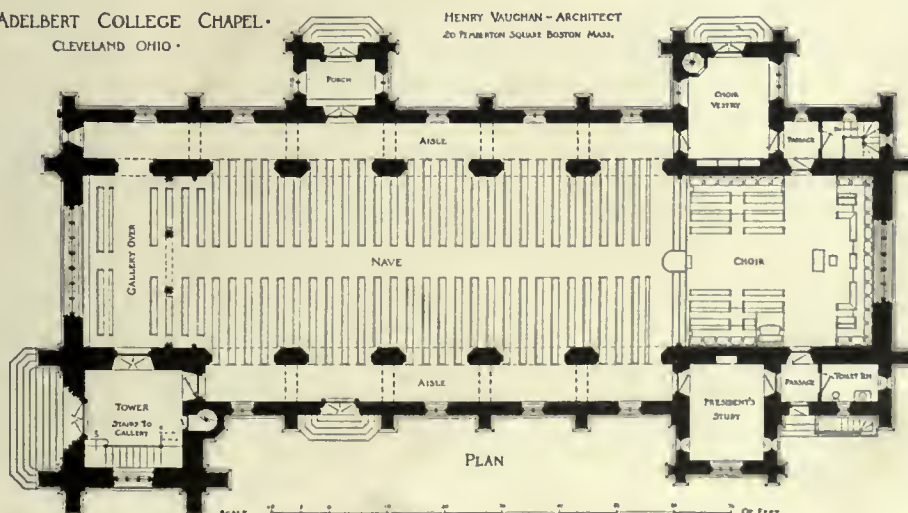 ADELBERT COLLEGE CHAPEL·
CLEVELAND OHIO·
HENRY VAUGHAN – ARCHITECT
20 PEMBERTON SQUARE BOSTON MASS.
PORCH
CHOIR
VESTRY
AISLE
PASSAGE
GALLERY OVER
NAVE
CHOIR
AISLE
TOWER
STAIRS TO
GALLERY
PRESIDENT'S
STUDY
PASSAGE
TOILET RM
PLAN
SCALE
OF FEET